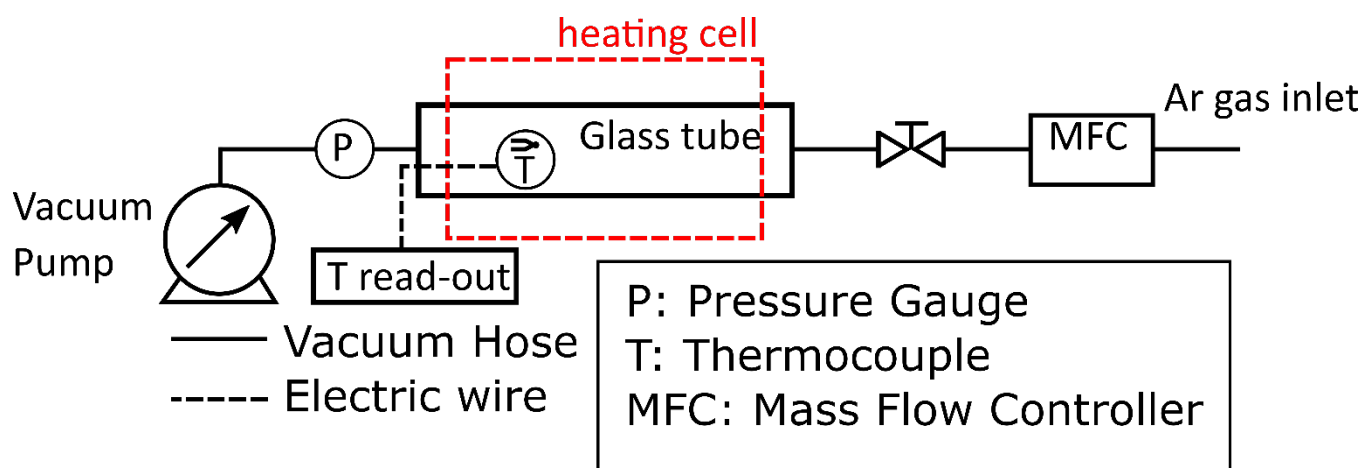 heating cell
Ar gas inlet
P
T
Glass tube
MFC
Vacuum
Pump
T read-out
Vacuum Hose
Electric wire
P: Pressure Gauge
T: Thermocouple
MFC: Mass Flow Controller